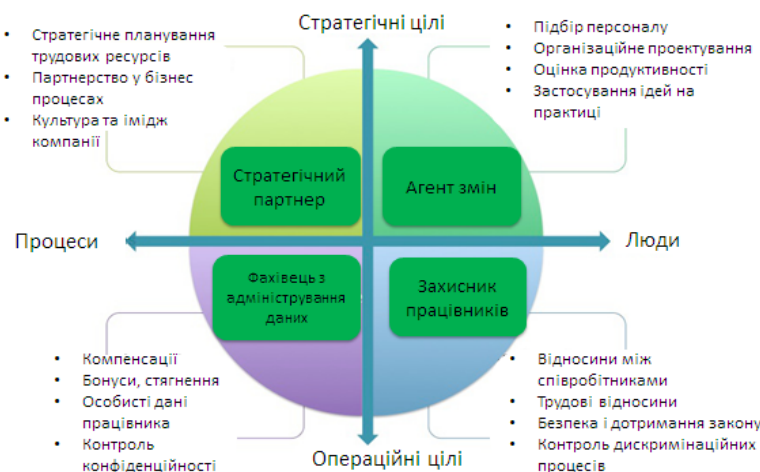 Стратегічні цілі
Стратегічне планування
трудових ресурсів
Партнерство у бізнес
процесах
Культура та імідж
компанії
Підбір персоналу
Організаційне проектування
Оцінка продуктивності
Застосування ідей на
практиці
Стратегічний
партнер
Агент змін
Процеси
Люди
Фахівець з
адміністрування
даних
Захисник
працівників
Компенсації
Бонуси, стягнення
Особисті дані
працівника
Контроль
конфіденційності
Відносини між
співробітниками
Трудові відносини
Безпека і дотримання закону
Контроль дискримінаційних
процесів
Операційні цілі